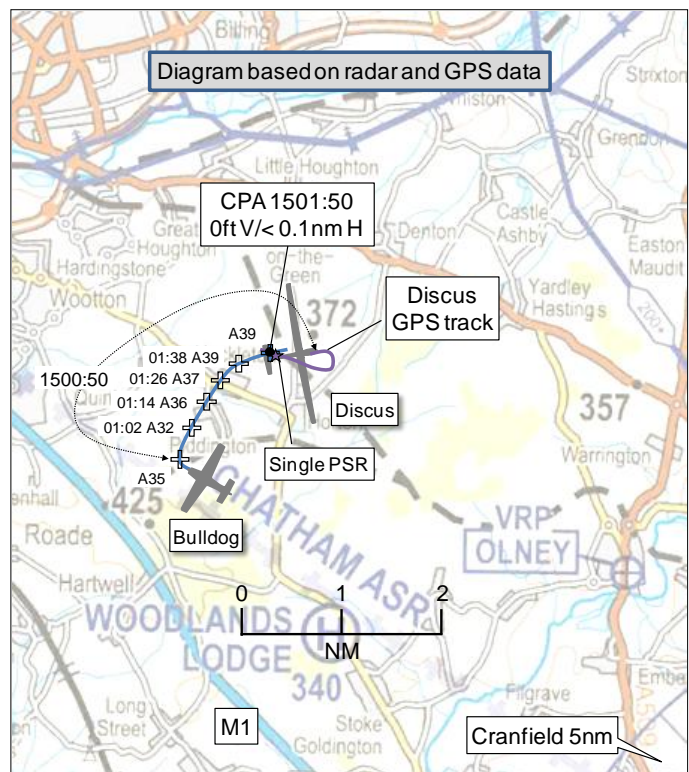 Billing
Diagram based on radar and GPS data
Strixton
Grendon
Little Houghton
CPA 1501:50
0ft V/< 0.1nm H
Castle
Ashby
Great
Houghton
Denton
on-the-
Green
Easton
Maudit
Hardingstone
Wootton
372
Discus
GPS track
Yardley
Hastings
200
A39
01:38 A39
1500:50
01:26 A37
01:14 A36
01:02 A32
Discus
357
Single PSR
Warrington
A35
425
CHATHAM ASR
VRP
OLNEY
Roade
Bulldog
Hartwell
0 1 2
NM
WOODLANDS
LODGE
H
340
Long
Street
M1
Stoke
Goldington
Filgrave
Cranfield 5nm